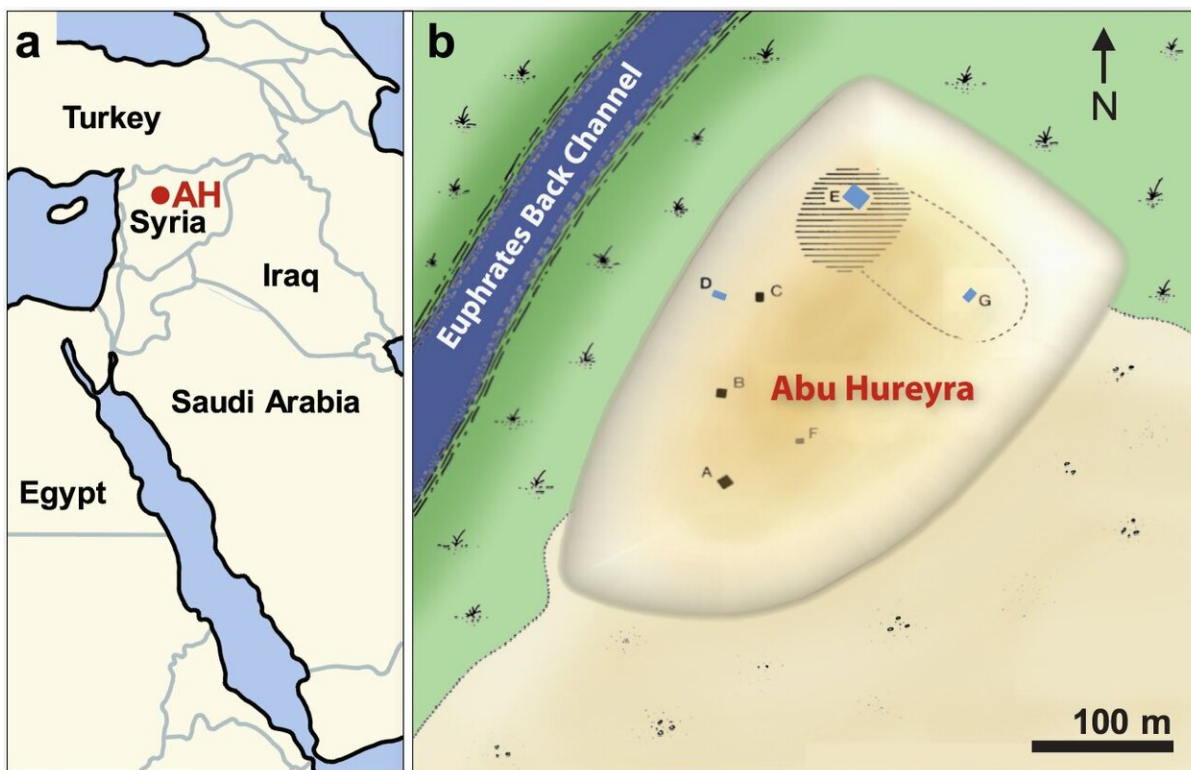 a
Turkey
AH
Syria
Iraq
Saudi Arabia
Egypt
b
Euphrates Back Channel
N
E
D
C
G
B
Abu Hureyra
F
A
100 m